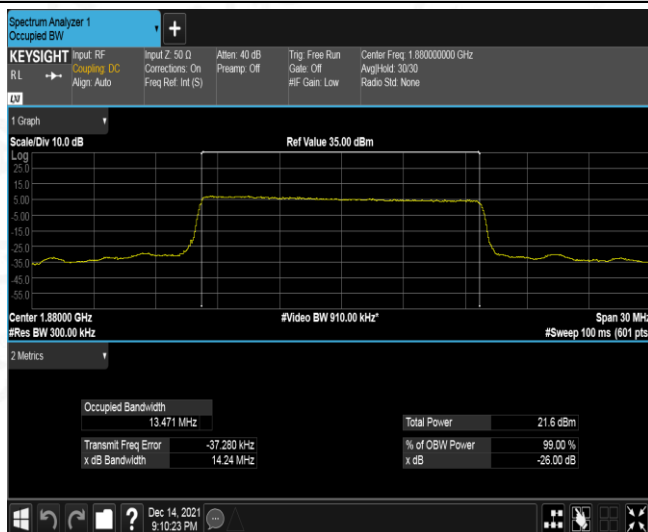 Spectrum Analyzer 1
Occupied BW
+
KEYSIGHT Input: RF Input Z: 50 Ω Atten: 40 dB Trig: Free Run Center Freq: 1.880000000 GHz
RL Coupling: DC Corrections: On Preamp: Off Gate: Off Avg|Hold: 30/30
Align: Auto Freq Ref: Int (S) #IF Gain: Low Radio Std: None
LXI
1 Graph
Scale/Div 10.0 dB Ref Value 35.00 dBm
Log
25.0
15.0
5.00
-5.00
-15.0
-25.0
-35.0
-45.0
-55.0
Center 1.88000 GHz #Video BW 910.00 kHz* Span 30 MHz
#Res BW 300.00 kHz #Sweep 100 ms (601 pts
2 Metrics
Occupied Bandwidth
13.471 MHz Total Power 21.6 dBm
Transmit Freq Error -37.280 kHz % of OBW Power 99.00 %
x dB Bandwidth 14.24 MHz x dB -26.00 dB
? Dec 14, 2021
9:10:23 PM